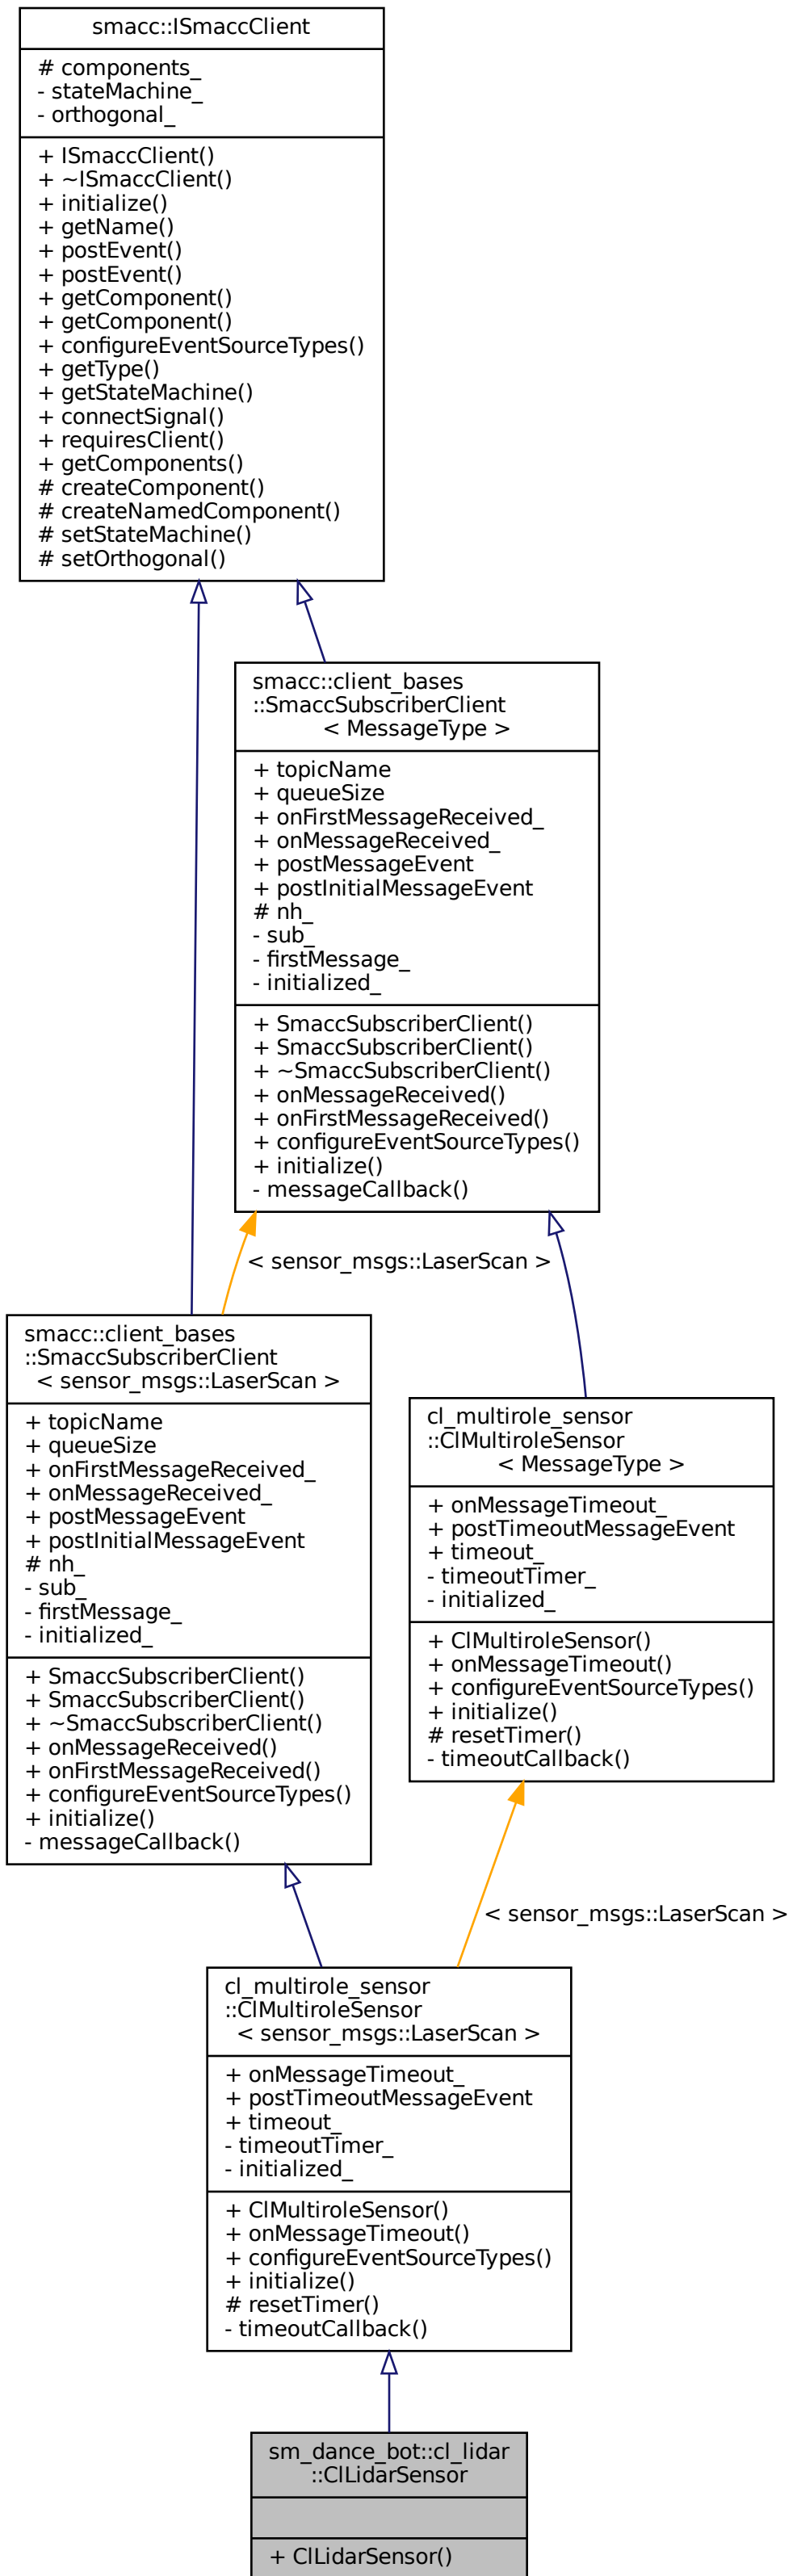 smacc::ISmaccClient
# components_
- stateMachine_
- orthogonal_
+ ISmaccClient()
+ ~ISmaccClient()
+ initialize()
+ getName()
+ postEvent()
+ postEvent()
+ getComponent()
+ getComponent()
+ configureEventSourceTypes()
+ getType()
+ getStateMachine()
+ connectSignal()
+ requiresClient()
+ getComponents()
# createComponent()
# createNamedComponent()
# setStateMachine()
# setOrthogonal()
smacc::client_bases
::SmaccSubscriberClient
< MessageType >
+ topicName
+ queueSize
+ onFirstMessageReceived_
+ onMessageReceived_
+ postMessageEvent
+ postInitialMessageEvent
# nh_
- sub_
- firstMessage_
- initialized_
+ SmaccSubscriberClient()
+ SmaccSubscriberClient()
+ ~SmaccSubscriberClient()
+ onMessageReceived()
+ onFirstMessageReceived()
+ configureEventSourceTypes()
+ initialize()
- messageCallback()
< sensor_msgs::LaserScan >
smacc::client_bases
::SmaccSubscriberClient
< sensor_msgs::LaserScan >
+ topicName
+ queueSize
+ onFirstMessageReceived_
+ onMessageReceived_
+ postMessageEvent
+ postInitialMessageEvent
# nh_
- sub_
- firstMessage_
- initialized_
+ SmaccSubscriberClient()
+ SmaccSubscriberClient()
+ ~SmaccSubscriberClient()
+ onMessageReceived()
+ onFirstMessageReceived()
+ configureEventSourceTypes()
+ initialize()
- messageCallback()
cl_multirole_sensor
::ClMultiroleSensor
< MessageType >
+ onMessageTimeout_
+ postTimeoutMessageEvent
+ timeout_
- timeoutTimer_
- initialized_
+ ClMultiroleSensor()
+ onMessageTimeout()
+ configureEventSourceTypes()
+ initialize()
# resetTimer()
- timeoutCallback()
< sensor_msgs::LaserScan >
cl_multirole_sensor
::ClMultiroleSensor
< sensor_msgs::LaserScan >
+ onMessageTimeout_
+ postTimeoutMessageEvent
+ timeout_
- timeoutTimer_
- initialized_
+ ClMultiroleSensor()
+ onMessageTimeout()
+ configureEventSourceTypes()
+ initialize()
# resetTimer()
- timeoutCallback()
sm_dance_bot::cl_lidar
::ClLidarSensor
+ ClLidarSensor()